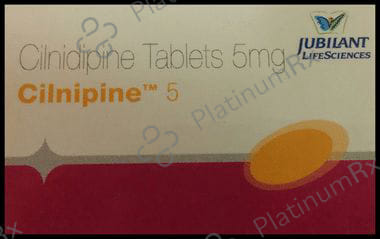 Cilnidipine Tablets 5mg
Cilnipine™ 5
JUBILANT
LIFESCIENCES
PlatinumRx
PlatinumRx
PlatinumRx